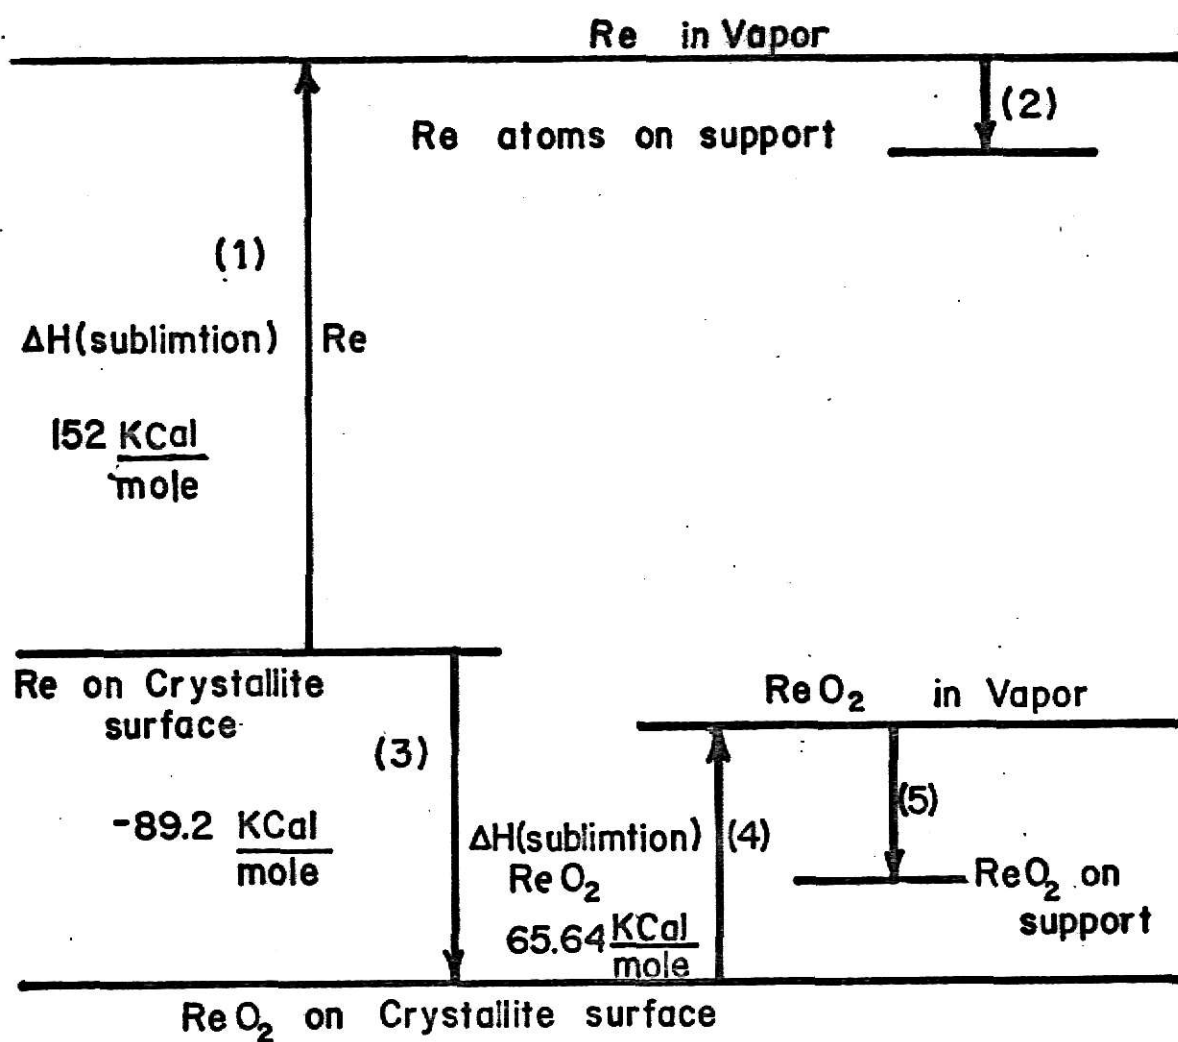 Re in Vapor
(2)
Re atoms on support
(1)
ΔH(sublimtion) Re
152 KCal
mole
Re on Crystallite
surface
ReO₂ in Vapor
(3)
-89.2 KCal
mole
(5)
ΔH(sublimtion) (4)
ReO₂
65.64 KCal
mole
ReO₂ on
support
ReO₂ on Crystallite surface